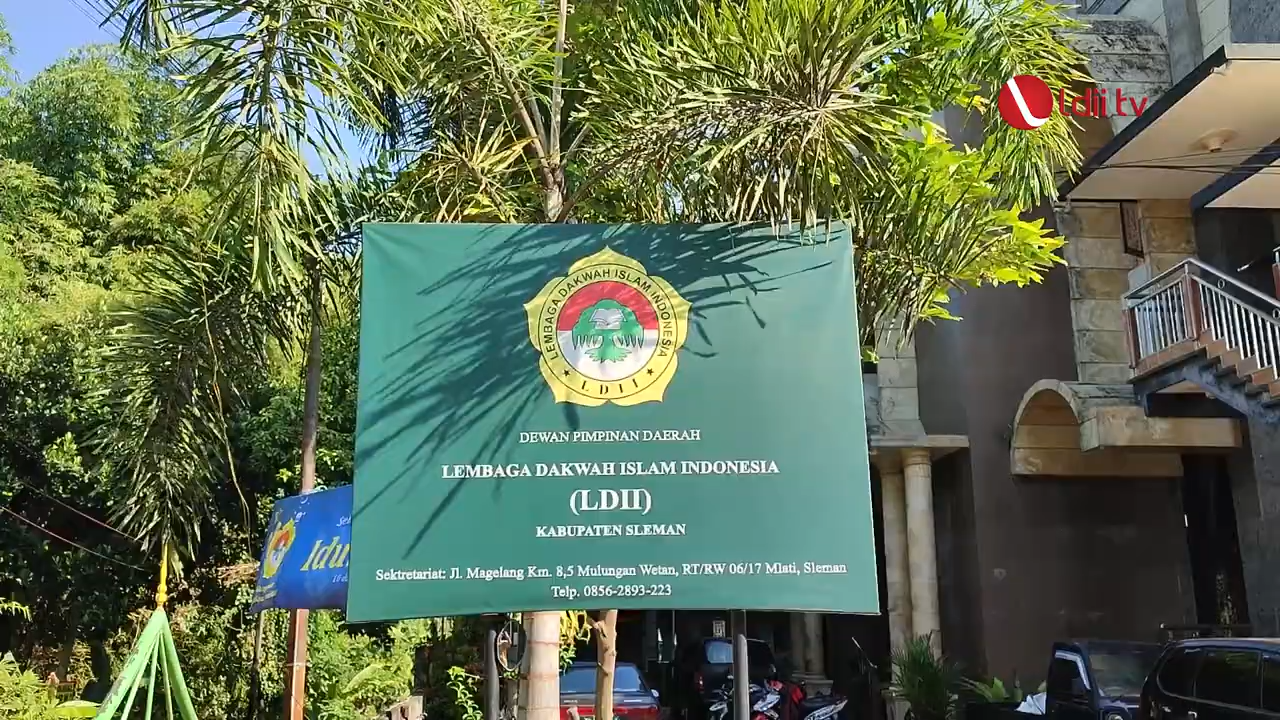 ldii tv
LEMBAGA DAKWAH ISLAM INDONESIA
LDII
DEWAN PIMPINAN DAERAH
LEMBAGA DAKWAH ISLAM INDONESIA
(LDII)
KABUPATEN SLEMAN
Sektretariat: Jl. Magelang Km. 8,5 Mulungan Wetan, RT/RW 06/17 Mlati, Sleman
Telp. 0856-2893-223